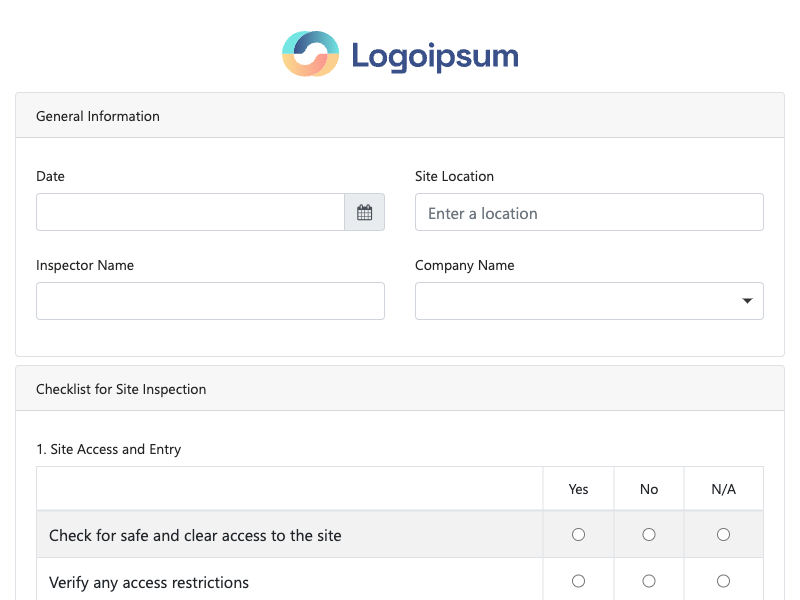 Logoipsum
General Information
Date
Site Location
Enter a location
Inspector Name
Company Name
Checklist for Site Inspection
1. Site Access and Entry
Yes No N/A
Check for safe and clear access to the site
Verify any access restrictions